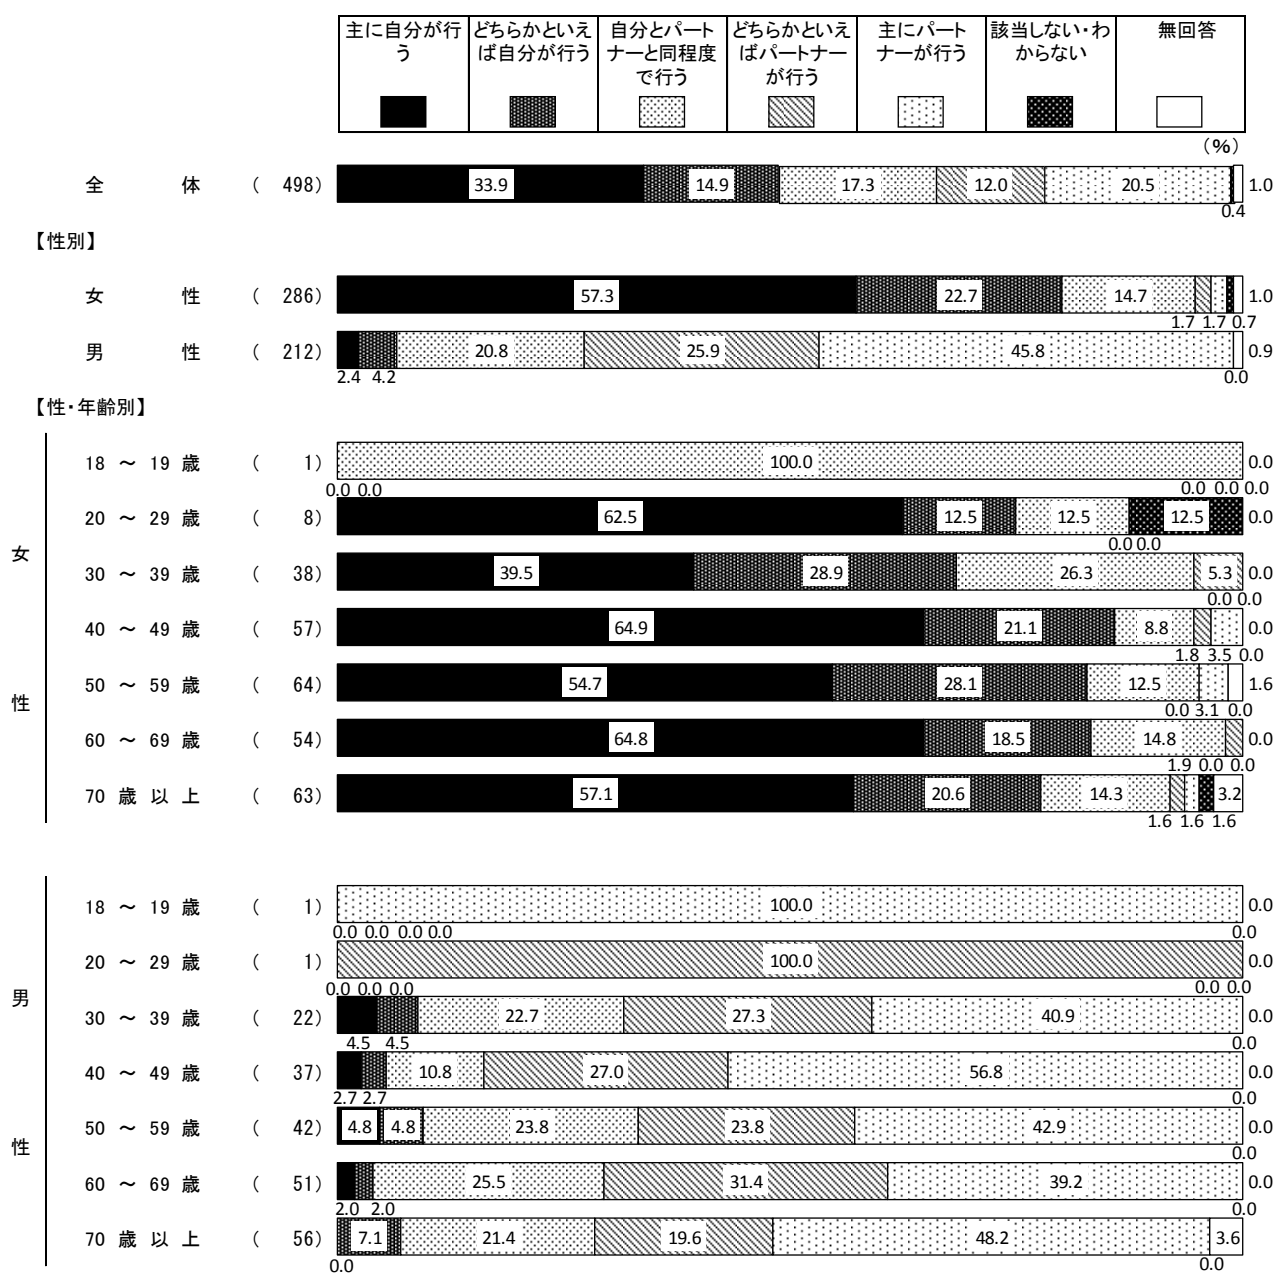 主に自分が行う
どちらかといえば自分が行う
自分とパートナーと同程度で行う
どちらかといえばパートナーが行う
主にパートナーが行う
該当しない・わからない
無回答
(%)
全 体 ( 498) 33.9 14.9 17.3 12.0 20.5 1.0
0.4
【性別】
女 性 ( 286) 57.3 22.7 14.7 1.0
1.7 1.7 0.7
男 性 ( 212) 20.8 25.9 45.8 0.9
2.4 4.2 0.0
【性・年齢別】
女性
18 ～ 19 歳 ( 1) 100.0 0.0
0.0 0.0 0.0 0.0 0.0
20 ～ 29 歳 ( 8) 62.5 12.5 12.5 12.5 0.0
0.0 0.0
30 ～ 39 歳 ( 38) 39.5 28.9 26.3 5.3 0.0
0.0 0.0
40 ～ 49 歳 ( 57) 64.9 21.1 8.8 0.0
1.8 3.5 0.0
50 ～ 59 歳 ( 64) 54.7 28.1 12.5 1.6
0.0 3.1 0.0
60 ～ 69 歳 ( 54) 64.8 18.5 14.8 0.0
1.9 0.0 0.0
70 歳 以 上 ( 63) 57.1 20.6 14.3 3.2
1.6 1.6 1.6
男性
18 ～ 19 歳 ( 1) 100.0 0.0
0.0 0.0 0.0 0.0 0.0
20 ～ 29 歳 ( 1) 100.0 0.0
0.0 0.0 0.0 0.0 0.0
30 ～ 39 歳 ( 22) 22.7 27.3 40.9 0.0
4.5 4.5 0.0
40 ～ 49 歳 ( 37) 10.8 27.0 56.8 0.0
2.7 2.7 0.0
50 ～ 59 歳 ( 42) 4.8 4.8 23.8 23.8 42.9 0.0
0.0
60 ～ 69 歳 ( 51) 25.5 31.4 39.2 0.0
2.0 2.0 0.0
70 歳 以 上 ( 56) 7.1 21.4 19.6 48.2 3.6
0.0 0.0